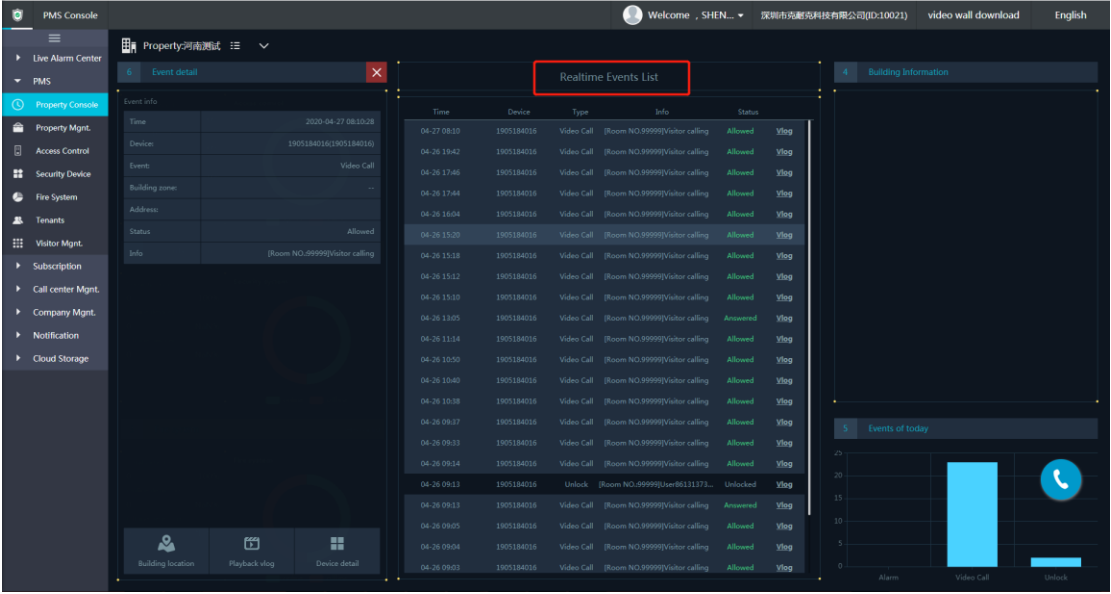 PMS Console
Welcome , SHEN...
深圳市克耐克科技有限公司(ID:10021)
video wall download
English
Live Alarm Center
PMS
Property Console
Property Mgnt.
Access Control
Security Device
Fire System
Tenants
Visitor Mgnt.
Subscription
Call center Mgnt.
Company Mgnt.
Notification
Cloud Storage
Property:河南测试
6 Event detail
Event info
Time 2020-04-27 08:10:28
Device: 1905184016(1905184016)
Event: Video Call
Building zone: --
Address:
Status Allowed
Info [Room NO.:99999]Visitor calling
Building location
Playback vlog
Device detail
Realtime Events List
Time Device Type Info Status
04-27 08:10 1905184016 Video Call [Room NO.99999]Visitor calling Allowed Vlog
04-26 19:42 1905184016 Video Call [Room NO.99999]Visitor calling Allowed Vlog
04-26 17:46 1905184016 Video Call [Room NO.99999]Visitor calling Allowed Vlog
04-26 17:44 1905184016 Video Call [Room NO.99999]Visitor calling Allowed Vlog
04-26 16:04 1905184016 Video Call [Room NO.99999]Visitor calling Allowed Vlog
04-26 15:20 1905184016 Video Call [Room NO.99999]Visitor calling Allowed Vlog
04-26 15:18 1905184016 Video Call [Room NO.99999]Visitor calling Allowed Vlog
04-26 15:12 1905184016 Video Call [Room NO.99999]Visitor calling Allowed Vlog
04-26 15:10 1905184016 Video Call [Room NO.99999]Visitor calling Allowed Vlog
04-26 13:05 1905184016 Video Call [Room NO.99999]Visitor calling Answered Vlog
04-26 11:14 1905184016 Video Call [Room NO.99999]Visitor calling Allowed Vlog
04-26 10:50 1905184016 Video Call [Room NO.99999]Visitor calling Allowed Vlog
04-26 10:40 1905184016 Video Call [Room NO.99999]Visitor calling Allowed Vlog
04-26 10:38 1905184016 Video Call [Room NO.99999]Visitor calling Allowed Vlog
04-26 09:37 1905184016 Video Call [Room NO.99999]Visitor calling Allowed Vlog
04-26 09:33 1905184016 Video Call [Room NO.99999]Visitor calling Allowed Vlog
04-26 09:14 1905184016 Video Call [Room NO.99999]Visitor calling Allowed Vlog
04-26 09:13 1905184016 Unlock [Room NO.:99999]User86131373... Unlocked Vlog
04-26 09:13 1905184016 Video Call [Room NO.99999]Visitor calling Answered Vlog
04-26 09:05 1905184016 Video Call [Room NO.99999]Visitor calling Allowed Vlog
04-26 09:04 1905184016 Video Call [Room NO.99999]Visitor calling Allowed Vlog
04-26 09:03 1905184016 Video Call [Room NO.99999]Visitor calling Allowed Vlog
4 Building Information
5 Events of today
25
20
15
10
5
0
Alarm Video Call Unlock